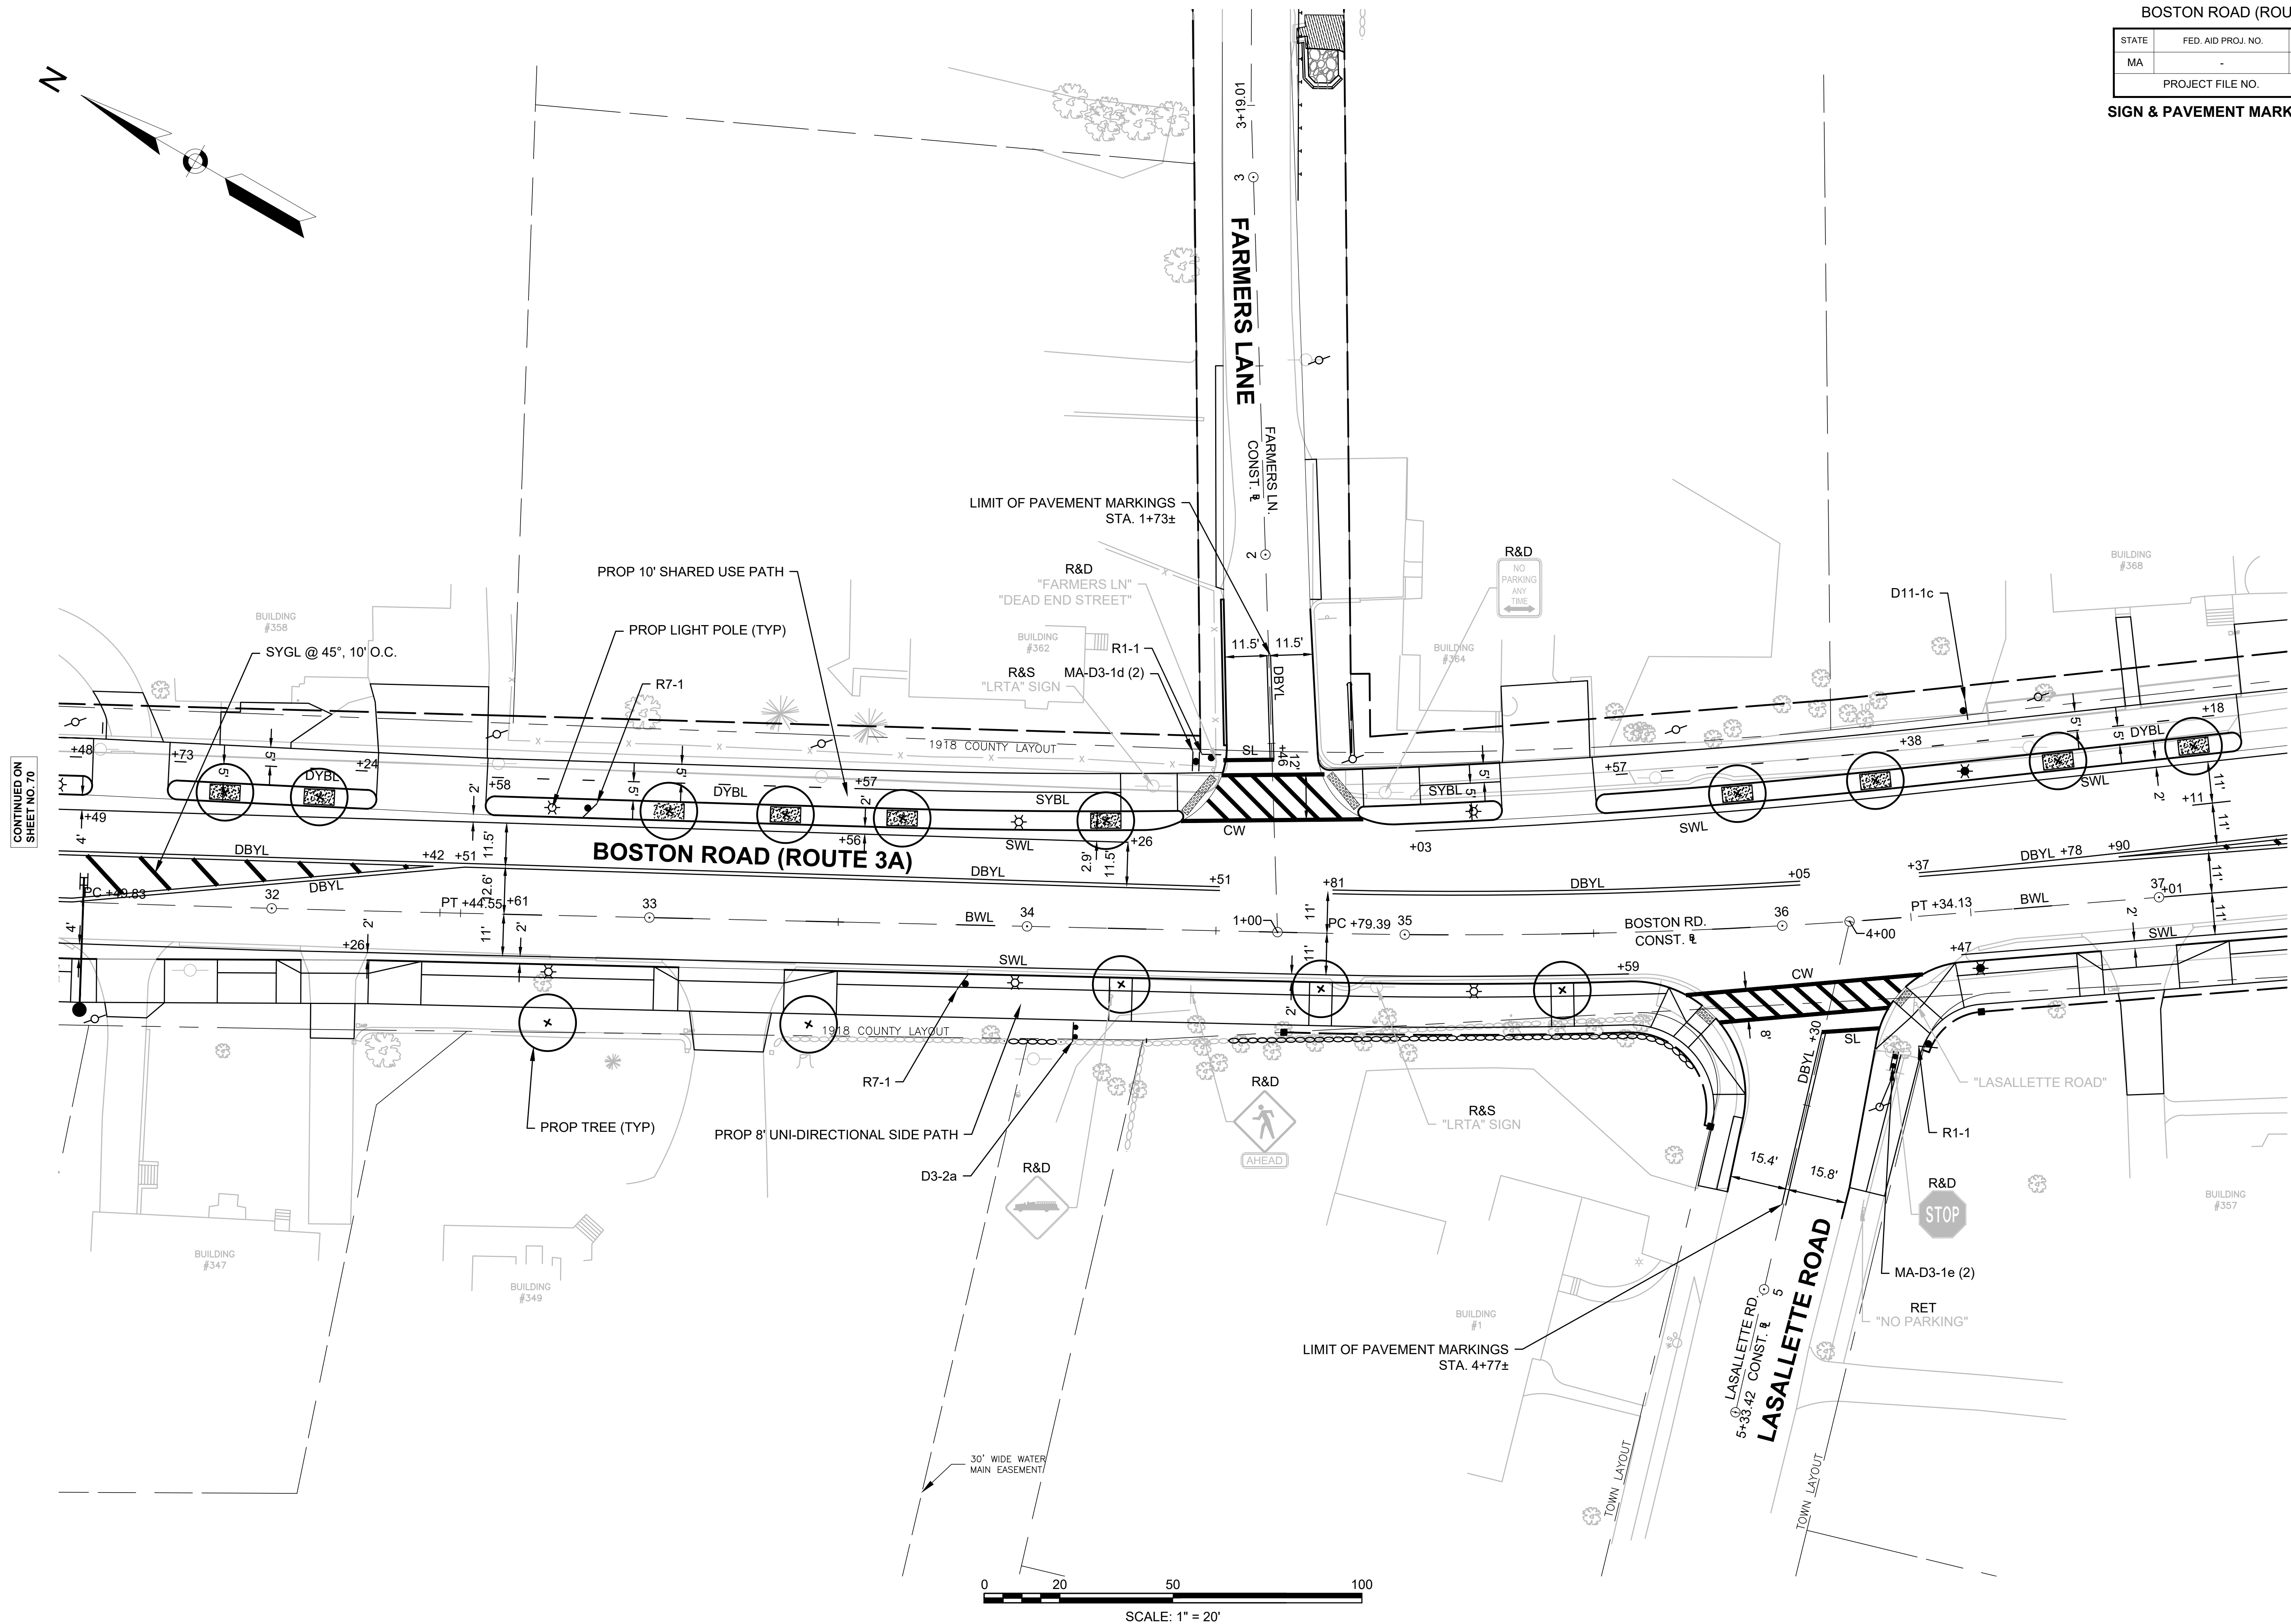 BOSTON ROAD (ROU
STATE
FED. AID PROJ. NO.
MA
-
PROJECT FILE NO.
SIGN & PAVEMENT MARK
N
3+19.01
3
FARMERS LANE
FARMERS LN.
CONST. BL
2
LIMIT OF PAVEMENT MARKINGS
STA. 1+73±
PROP 10' SHARED USE PATH
R&D
"FARMERS LN"
"DEAD END STREET"
R&D
NO
PARKING
ANY
TIME
BUILDING
#368
D11-1c
BUILDING
#358
SYGL @ 45°, 10' O.C.
PROP LIGHT POLE (TYP)
R7-1
BUILDING
#362
R1-1
R&S
"LRTA" SIGN
MA-D3-1d (2)
11.5'
11.5'
DBYL
BUILDING
#364
1918 COUNTY LAYOUT
SL
+46
12'
CONTINUED ON
SHEET NO. 70
+48
+73
5'
5'
DYBL
+24
+58
2'
5'
5'
DYBL
+57
2'
SYBL
CW
SYBL
5'
5'
+57
+38
5'
5'
DYBL
+18
SWL
2'
11'
+11
11'
+49
4'
DBYL
+42
+51
11.5'
BOSTON ROAD (ROUTE 3A)
+56
SWL
2.9'
11.5'
+26
SWL
+03
DBYL
DBYL
+51
+81
DBYL
+05
+37
DBYL
+78
+90
11'
PC +49.83
32
PT +44.55
12.6'
+61
33
BWL
34
1+00
11'
PC +79.39
35
BOSTON RD.
CONST. BL
36
4+00
PT +34.13
BWL
37
+01
11'
4'
+26
2'
11'
2'
SWL
11'
+59
CW
+47
2'
SWL
1918 COUNTY LAYOUT
2'
8'
DBYL
+30
SL
PROP TREE (TYP)
R7-1
PROP 8' UNI-DIRECTIONAL SIDE PATH
D3-2a
R&D
R&D
AHEAD
R&S
"LRTA" SIGN
"LASALLETTE ROAD"
R1-1
15.4'
15.8'
R&D
STOP
BUILDING
#357
MA-D3-1e (2)
RET
"NO PARKING"
BUILDING
#347
BUILDING
#349
BUILDING
#1
LIMIT OF PAVEMENT MARKINGS
STA. 4+77±
LASALLETTE RD.
CONST. BL
5
5+33.42
LASALLETTE ROAD
TOWN LAYOUT
TOWN LAYOUT
30' WIDE WATER
MAIN EASEMENT
0
20
50
100
SCALE: 1" = 20'